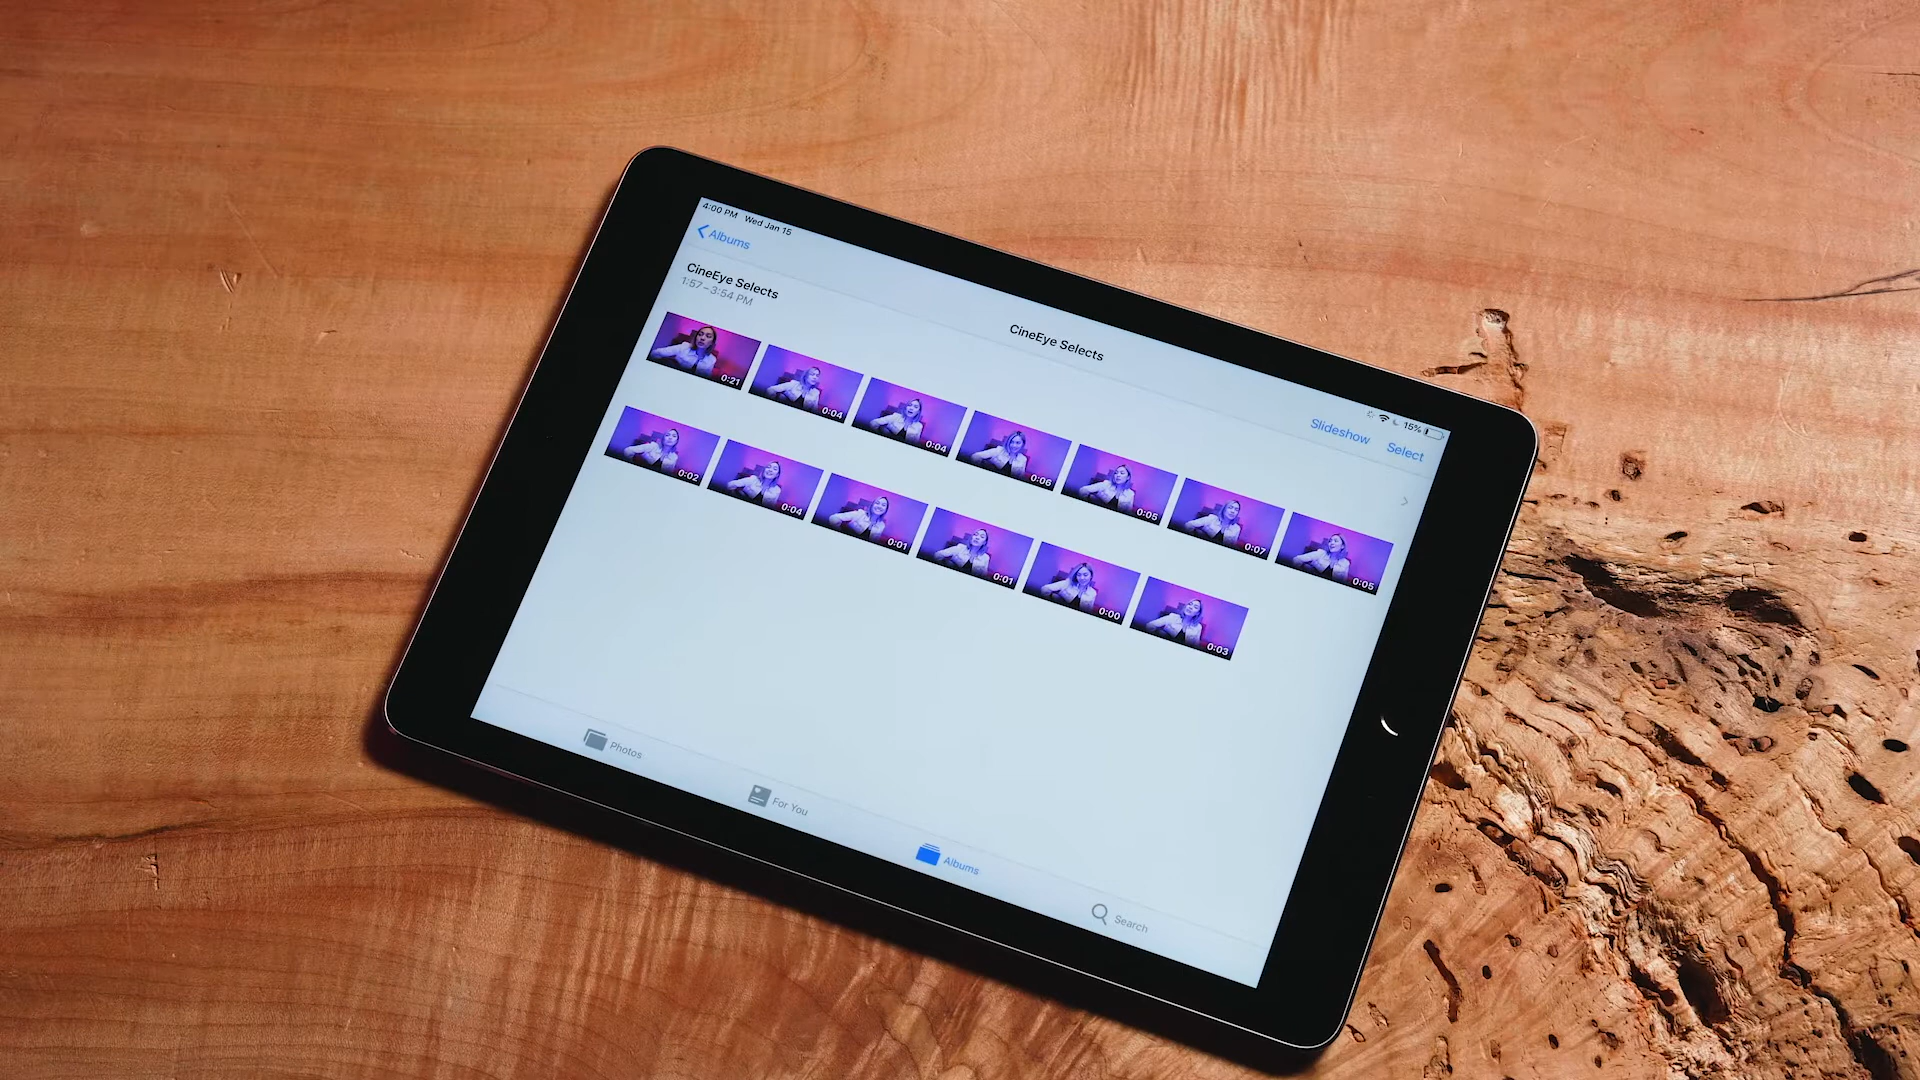 4:00 PM Wed Jan 15
15%
Albums
CineEye Selects
Slideshow
Select
CineEye Selects
1:57–3:54 PM
0:21
0:04
0:04
0:06
0:05
0:07
0:05
0:02
0:04
0:01
0:01
0:00
0:03
Photos
For You
Albums
Search